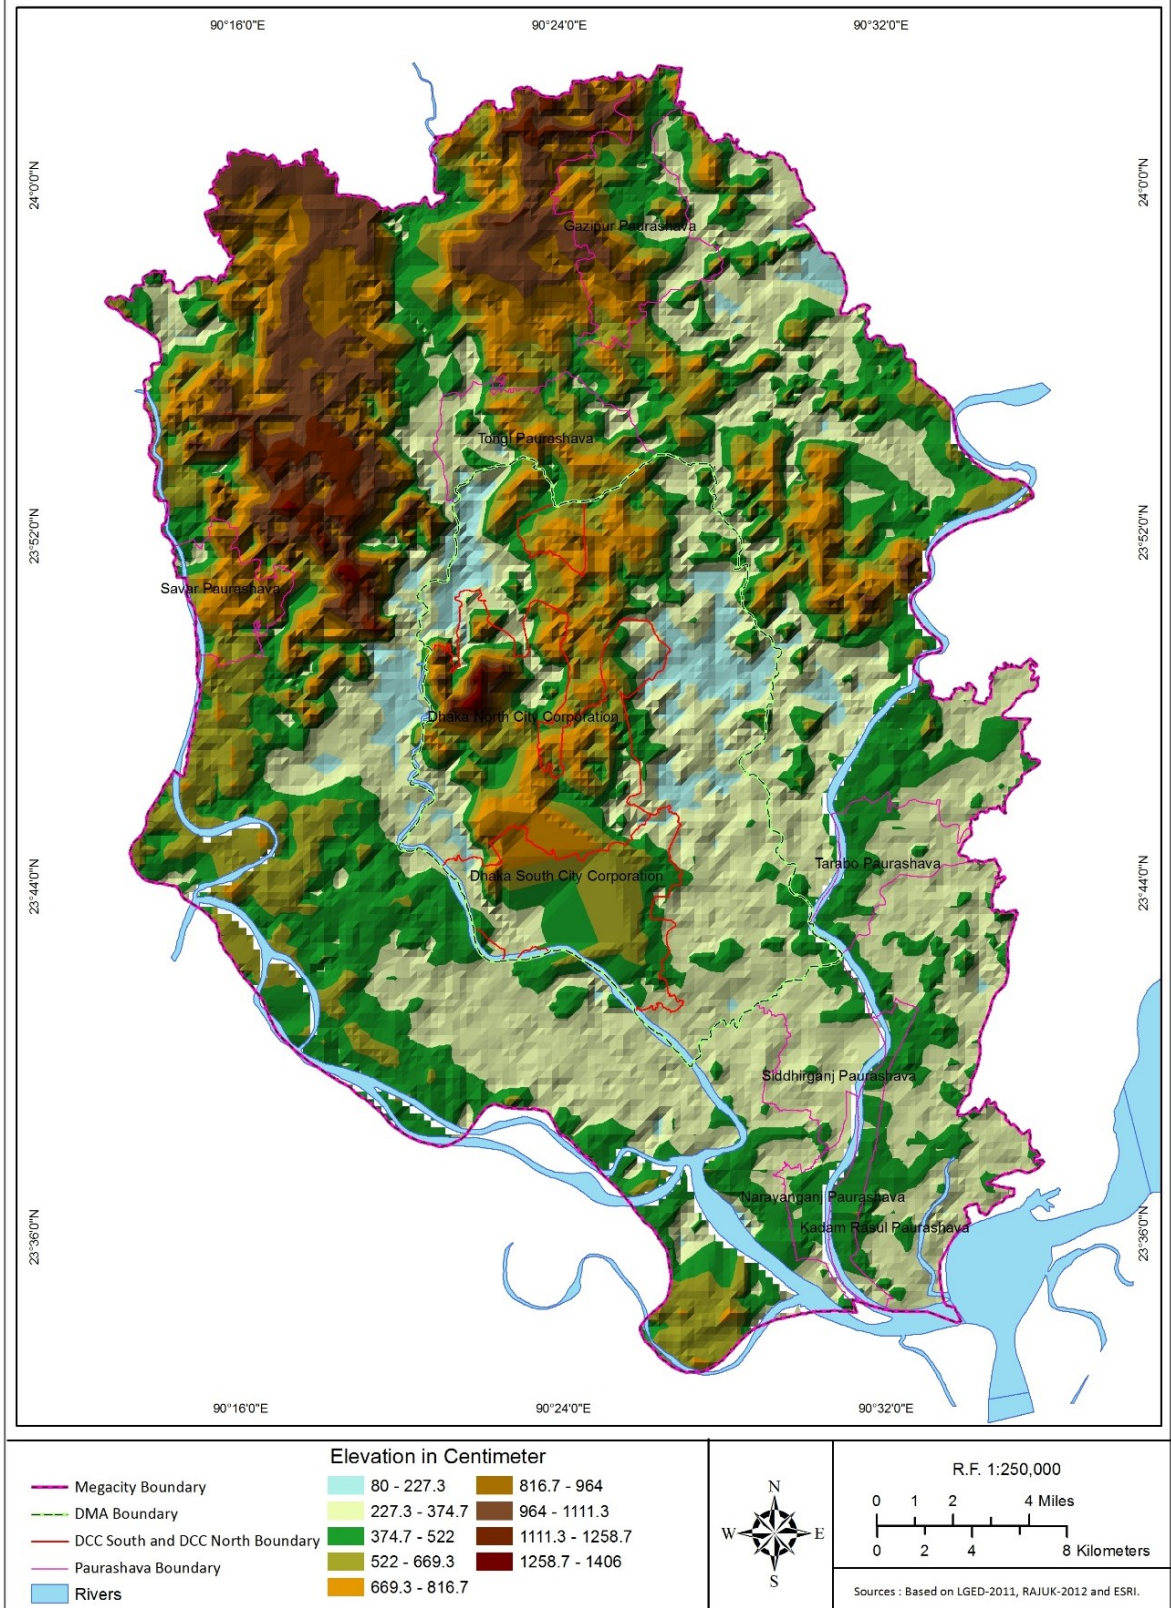 90°16'0"E
90°24'0"E
90°32'0"E
24°0'0"N
24°0'0"N
Gazipur Paurashava
Tongi Paurashava
23°52'0"N
23°52'0"N
Savar Paurashava
Dhaka North City Corporation
Tarabo Paurashava
23°44'0"N
23°44'0"N
Dhaka South City Corporation
Siddhirganj Paurashava
Narayanganj Paurashava
Kadam Rasul Paurashava
23°36'0"N
23°36'0"N
90°16'0"E
90°24'0"E
90°32'0"E
Megacity Boundary
DMA Boundary
DCC South and DCC North Boundary
Paurashava Boundary
Rivers
Elevation in Centimeter
80 - 227.3
227.3 - 374.7
374.7 - 522
522 - 669.3
669.3 - 816.7
816.7 - 964
964 - 1111.3
1111.3 - 1258.7
1258.7 - 1406
N
W
E
S
R.F. 1:250,000
0 1 2 4 Miles
0 2 4 8 Kilometers
Sources : Based on LGED-2011, RAJUK-2012 and ESRI.